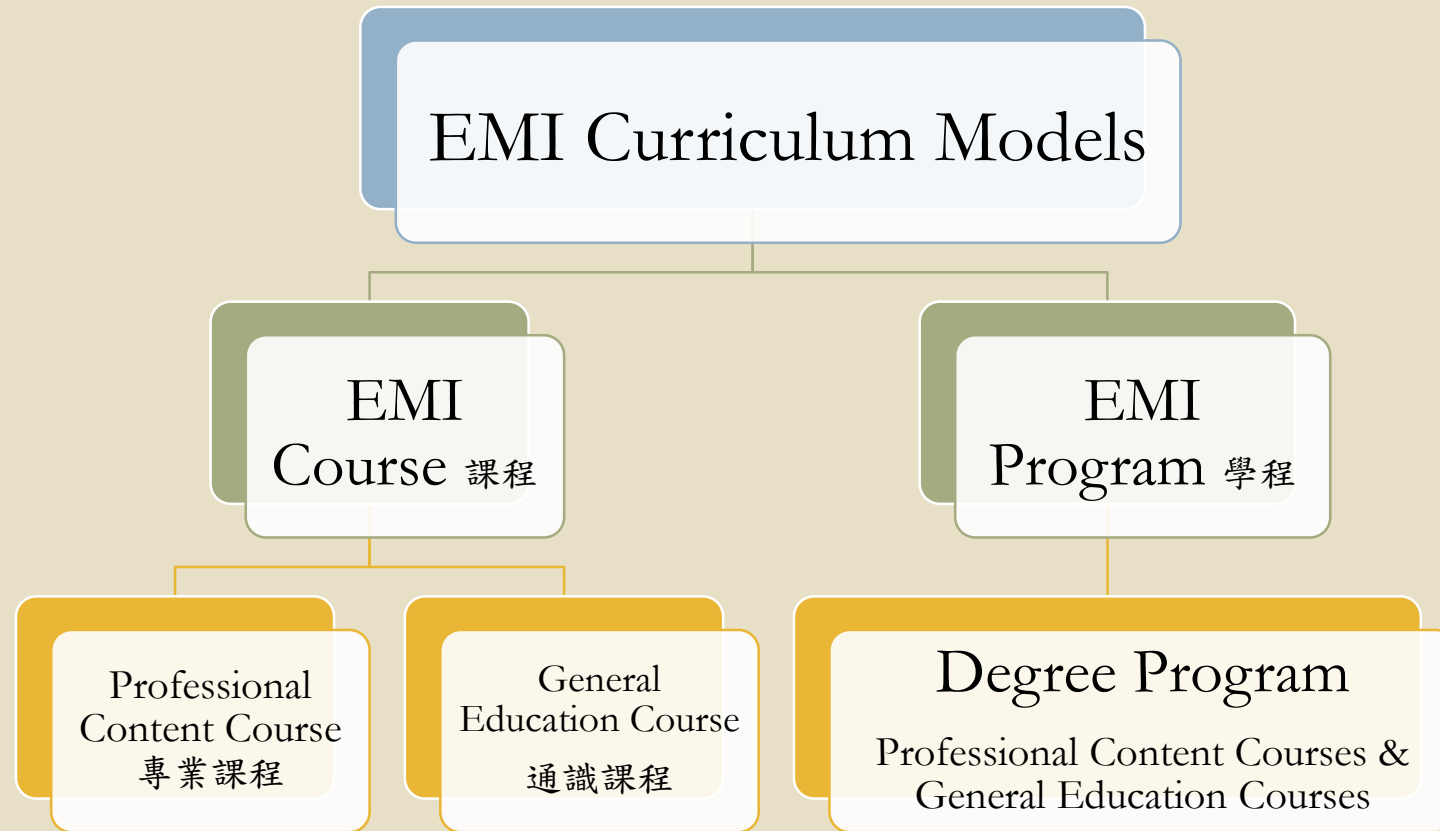 EMI Curriculum Models
EMI
Course 課程
EMI
Program 學程
Professional
Content Course
專業課程
General
Education Course
通識課程
Degree Program
Professional Content Courses &
General Education Courses